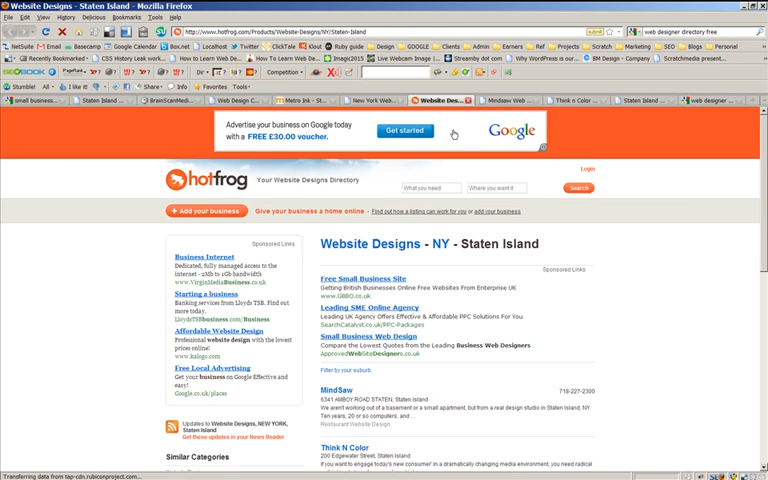 Website Designs - Staten Island - Mozilla Firefox
File Edit View History Delicious Bookmarks Tools Help
http://www.hotfrog.com/Products/Website-Designs/NY/Staten-Island
submit
web designer directory free
NetSuite Email Basecamp Google Calendar Box.net Localhost Twitter ClickTale Klout Ruby guide Design GOOGLE Clients Admin Earners Ref Projects Scratch Marketing SEO Blogs Personal
Recently Bookmarked CSS History Leak work... How to Learn Web De... How To Learn Web De... Imagic2015 Live Webcam Image Streamby dot com Why WordPress is our... BM Design - Company Scratchmedia present...
SEOBOOK PageRank Dir Competition
Stumble! All I like it! Share Info Favorites Tools
small business... Staten Island ... BrainScanMedi... Web Design C... Metro Ink - St... New York Web... Website Des... Mindsaw Web ... Think n Color ... Staten Island ... web designer ...
Advertise your business on Google today
with a FREE £30.00 voucher.
Get started
Google
hotfrog
Your Website Designs Directory
Login
What you need
Where you want it
Search
+ Add your business
Give your business a home online - Find out how a listing can work for you or add your business
Sponsored Links
Business Internet
Dedicated, fully managed access to the
internet - 2Mb to 1Gb bandwidth
www.VirginMediaBusiness.co.uk
Starting a business
Banking services from Lloyds TSB. Find out
more today.
LloydsTSBbusiness.com/Business
Affordable Website Design
Professional website design with the lowest
prices online!
www.kalogo.com
Free Local Advertising
Get your business on Google Effective and
easy!
Google.co.uk/places
Updates to Website Designs, NEW YORK,
Staten Island
Get these updates in your News Reader
Similar Categories
Website Designs - NY - Staten Island
Sponsored Links
Free Small Business Site
Getting British Businesses Online Free Websites From Enterprise UK
www.GBBO.co.uk
Leading SME Online Agency
Leading UK Agency Offers Effective & Affordable PPC Solutions For You
SearchCatalyst.co.uk/PPC-Packages
Small Business Web Design
Compare the Lowest Quotes from the Leading Business Web Designers
ApprovedWebSiteDesigners.co.uk
Filter by your suburb
MindSaw
718-227-2300
6341 AMBOY ROAD STATEN, Staten Island
We aren't working out of a basement or a small apartment, but from a real design studio in Staten Island, NY
Ten years, 20 or so computers, and ...
Restaurant Website Design
Think N Color
200 Edgewater Street, Staten Island
If you want to engage today's new consumer' in a dramatically changing media environment, you need radical
Transferring data from tap-cdn.rubiconproject.com...